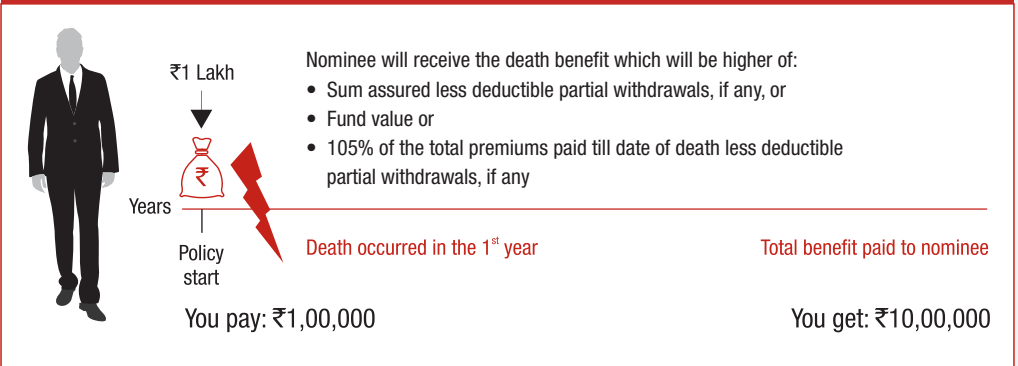 ₹1 Lakh
Nominee will receive the death benefit which will be higher of:
• Sum assured less deductible partial withdrawals, if any, or
• Fund value or
• 105% of the total premiums paid till date of death less deductible
partial withdrawals, if any
₹
Years
Policy
start
Death occurred in the 1st year
Total benefit paid to nominee
You pay: ₹1,00,000
You get: ₹10,00,000